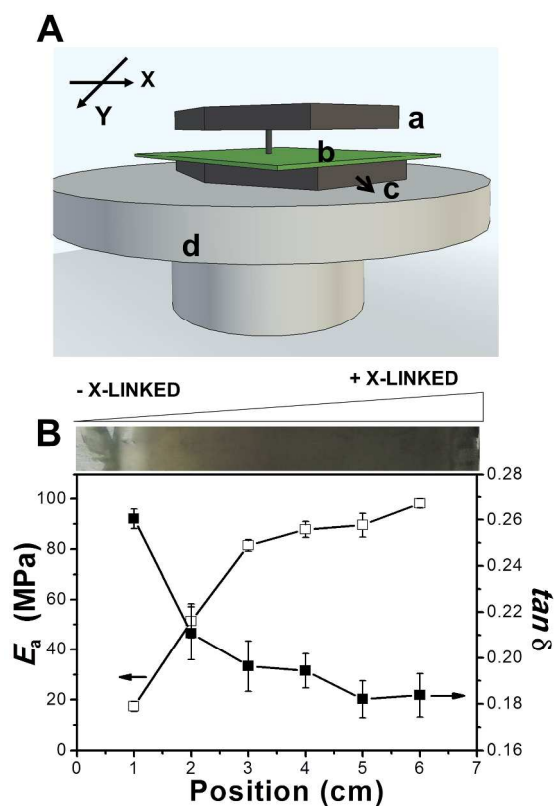 A
X
Y
a
b
c
d
- X-LINKED
+ X-LINKED
B
0.28
100
0.26
80
0.24
60
0.22
40
0.20
20
0.18
0
0.16
Eₐ (MPa)
tan δ
0 1 2 3 4 5 6 7
Position (cm)